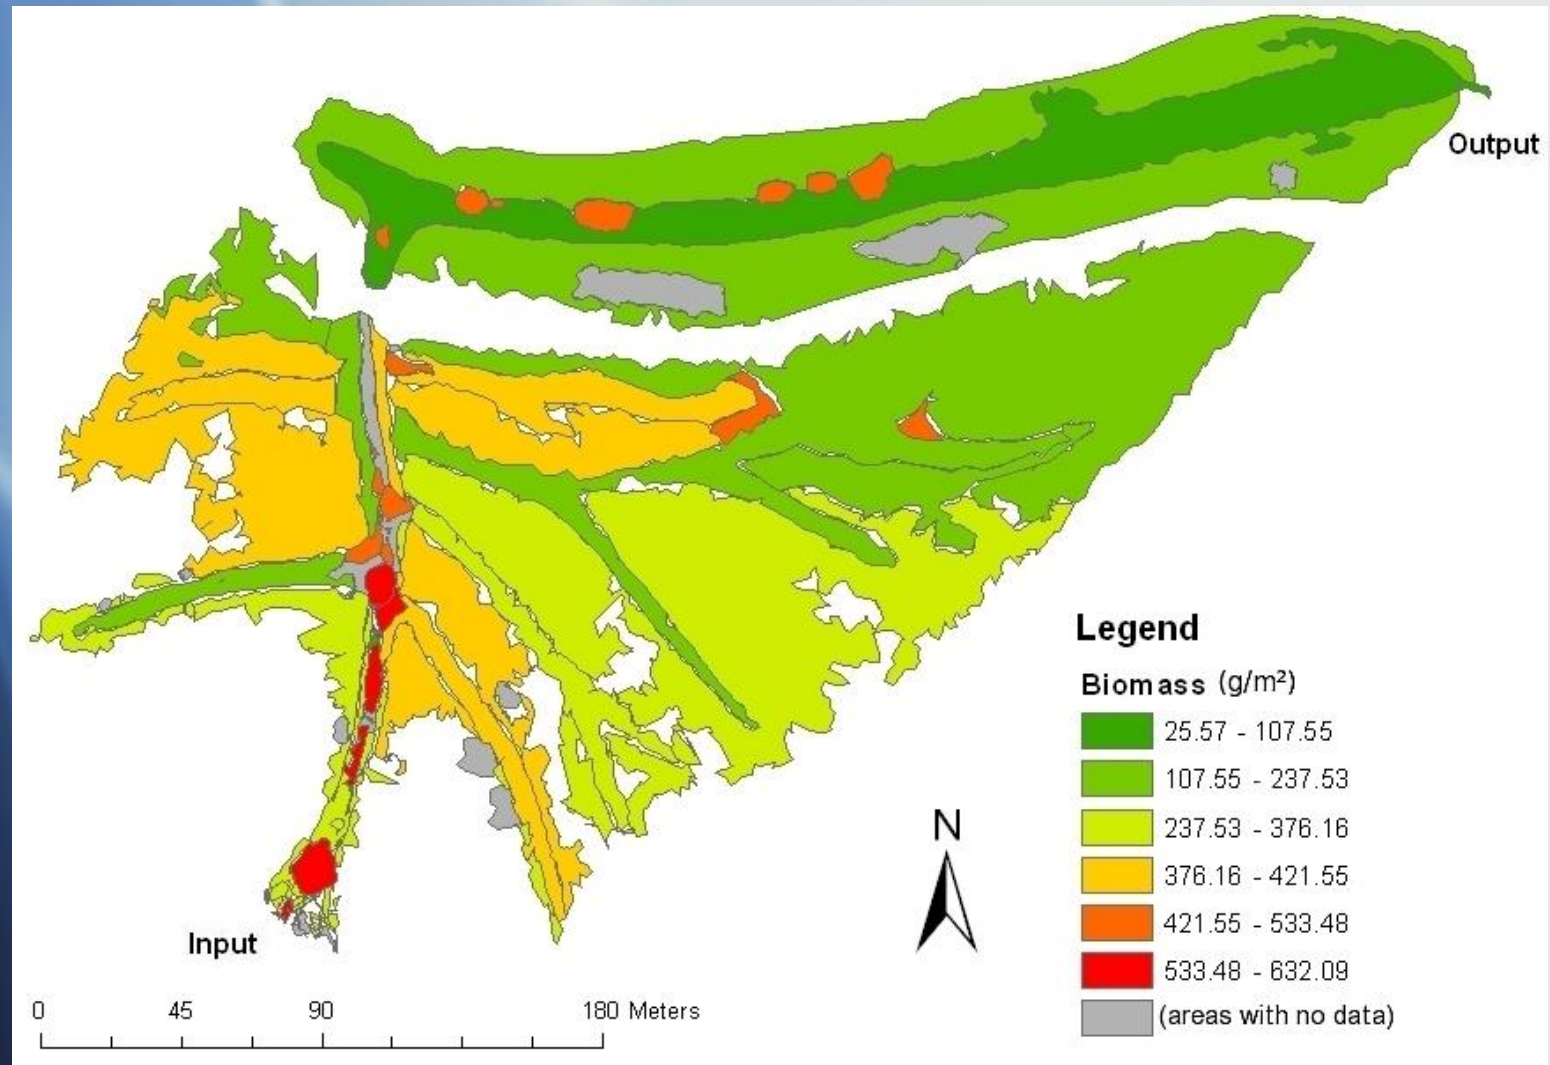 Output
Legend
Biomass (g/m²)
25.57 - 107.55
107.55 - 237.53
237.53 - 376.16
376.16 - 421.55
421.55 - 533.48
533.48 - 632.09
(areas with no data)
N
Input
0 45 90 180 Meters